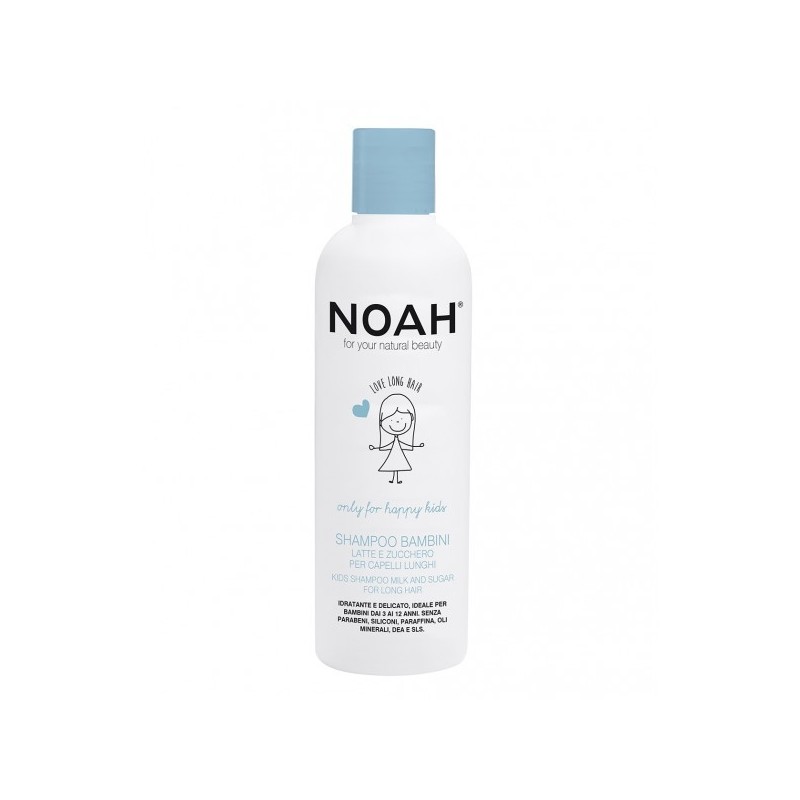 NOAH®
for your natural beauty
LOVE LONG HAIR
only for happy kids
SHAMPOO BAMBINI
LATTE E ZUCCHERO
PER CAPELLI LUNGHI
KIDS SHAMPOO MILK AND SUGAR
FOR LONG HAIR
IDRATANTE E DELICATO, IDEALE PER
BAMBINI DAI 3 AI 12 ANNI. SENZA
PARABENI, SILICONI, PARAFFINA, OLI
MINERALI, DEA E SLS.